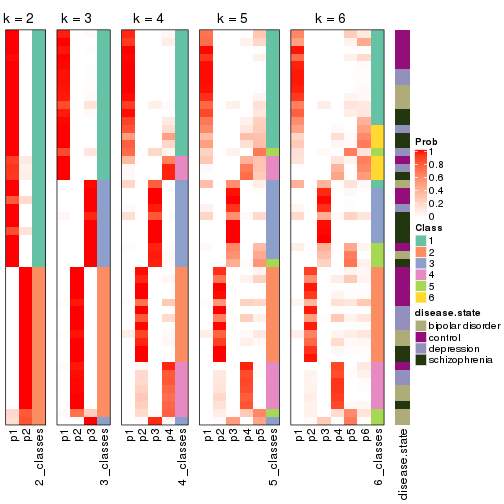 k = 2 k = 3 k = 4 k = 5 k = 6
Prob
1
0.8
0.6
0.4
0.2
0
Class
1
2
3
4
5
6
disease.state
bipolar disorder
control
depression
schizophrenia
p1 p2 2_classes p1 p2 p3 3_classes p1 p2 p3 p4 4_classes p1 p2 p3 p4 p5 5_classes p1 p2 p3 p4 p5 p6 6_classes disease.state